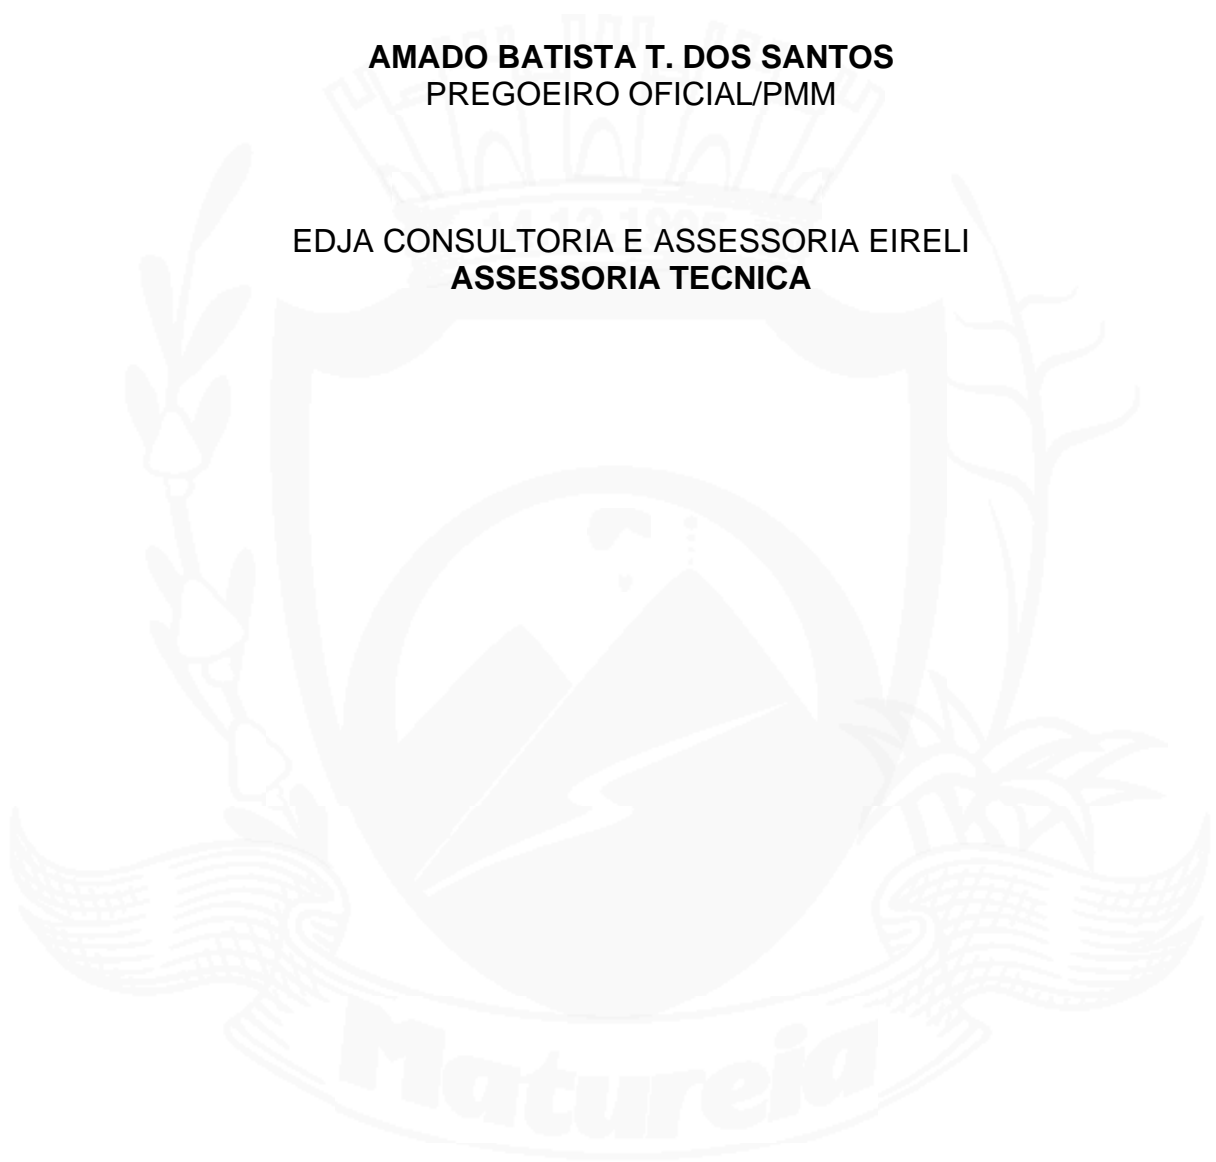 AMADO BATISTA T. DOS SANTOS
PREGOEIRO OFICIAL/PMM
EDJA CONSULTORIA E ASSESSORIA EIRELI
ASSESSORIA TECNICA
Matureia